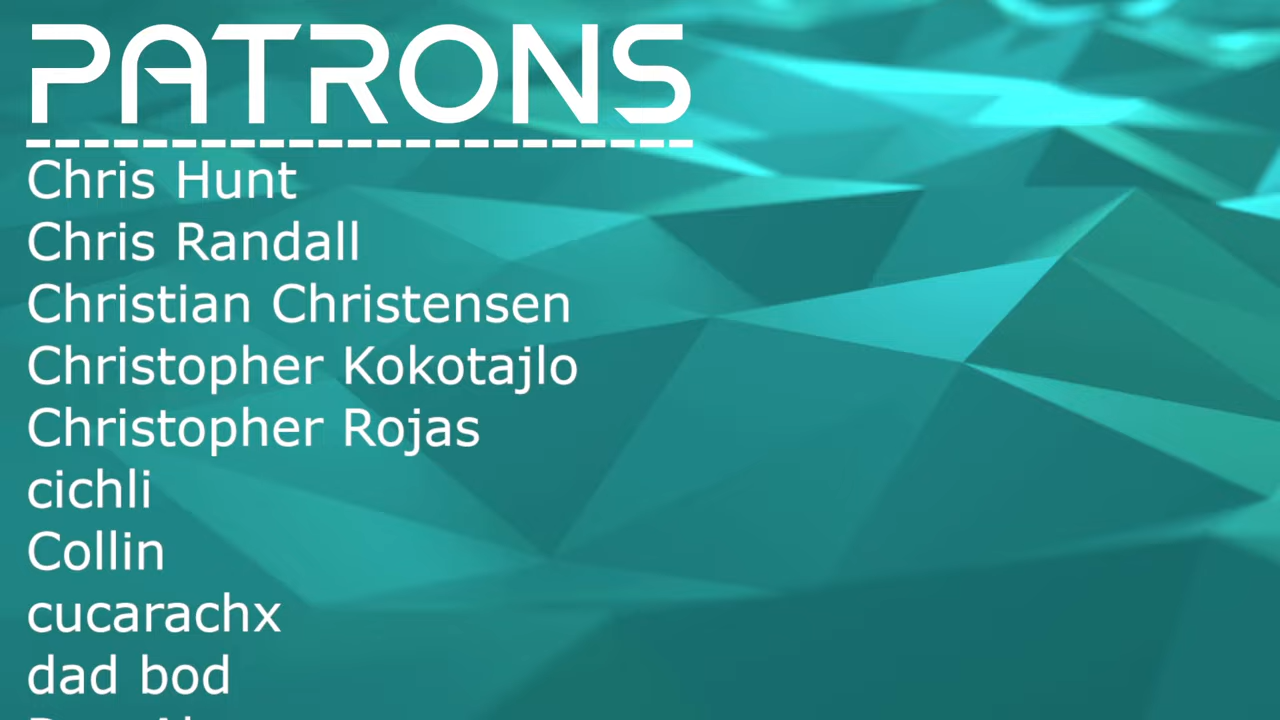 PATRONS
Chris Hunt
Chris Randall
Christian Christensen
Christopher Kokotajlo
Christopher Rojas
cichli
Collin
cucarachx
dad bod